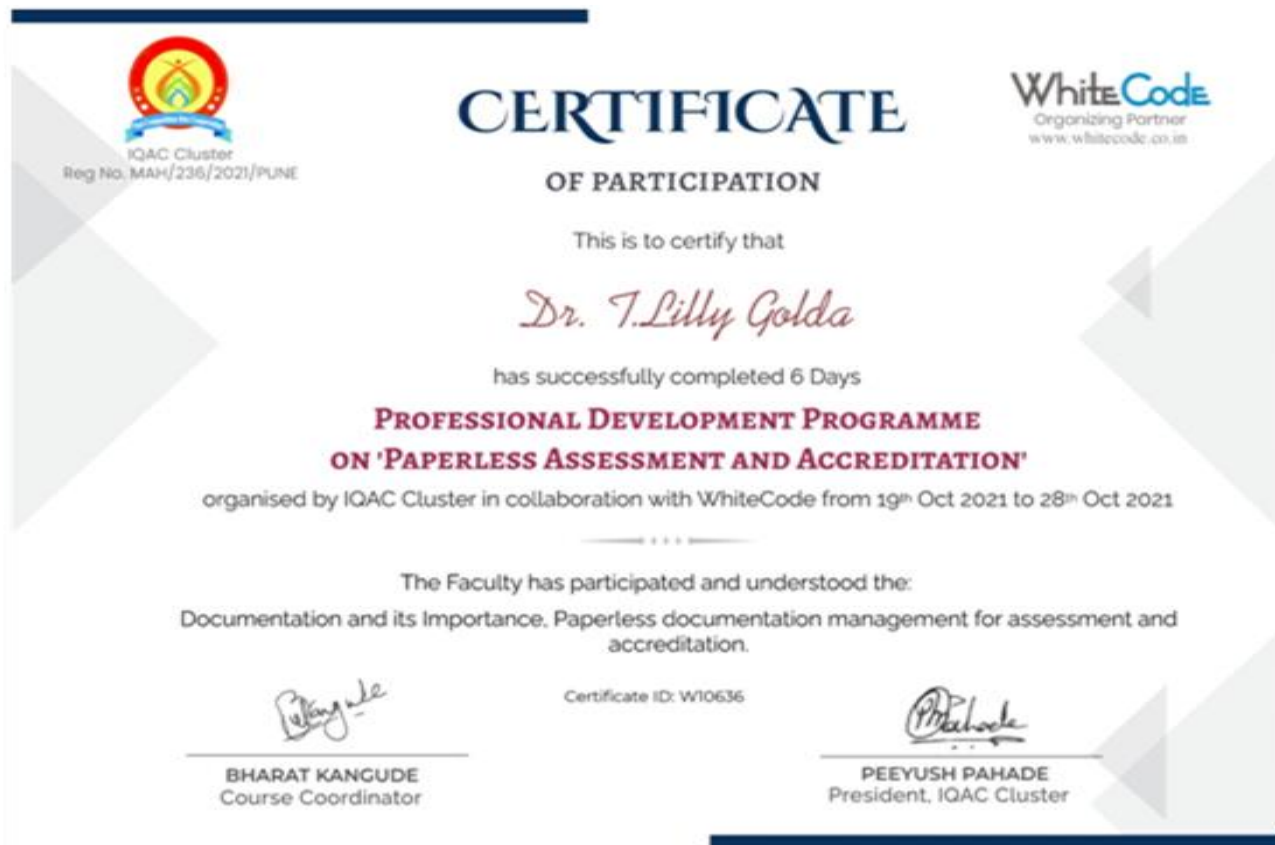 IQAC Cluster
Reg No. MAH/236/2021/PUNE
CERTIFICATE
WhiteCode
Organizing Partner
www.whitecode.co.in
OF PARTICIPATION
This is to certify that
Dr. T.Lilly Golda
has successfully completed 6 Days
PROFESSIONAL DEVELOPMENT PROGRAMME
ON 'PAPERLESS ASSESSMENT AND ACCREDITATION'
organised by IQAC Cluster in collaboration with WhiteCode from 19th Oct 2021 to 28th Oct 2021
The Faculty has participated and understood the:
Documentation and its Importance, Paperless documentation management for assessment and
accreditation.
Certificate ID: W10636
BHARAT KANGUDE
Course Coordinator
PEEYUSH PAHADE
President, IQAC Cluster